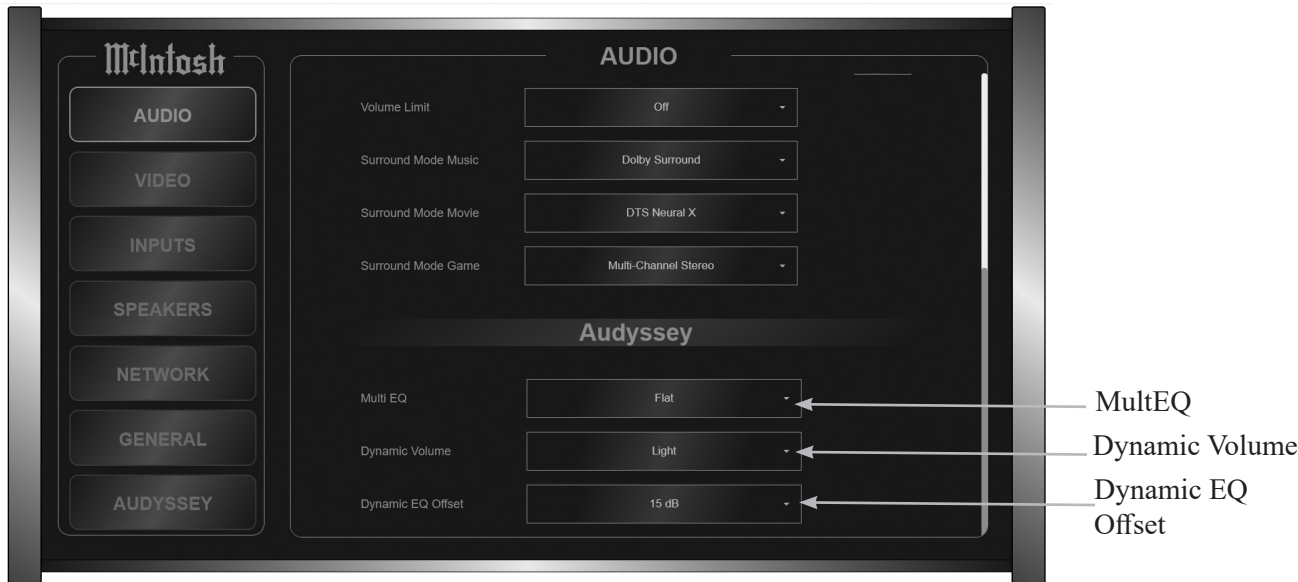 McIntosh
AUDIO
VIDEO
INPUTS
SPEAKERS
NETWORK
GENERAL
AUDYSSEY
AUDIO
Volume Limit Off
Surround Mode Music Dolby Surround
Surround Mode Movie DTS Neural X
Surround Mode Game Multi-Channel Stereo
Audyssey
Multi EQ Flat
Dynamic Volume Light
Dynamic EQ Offset 15 dB
MultEQ
Dynamic Volume
Dynamic EQ
Offset